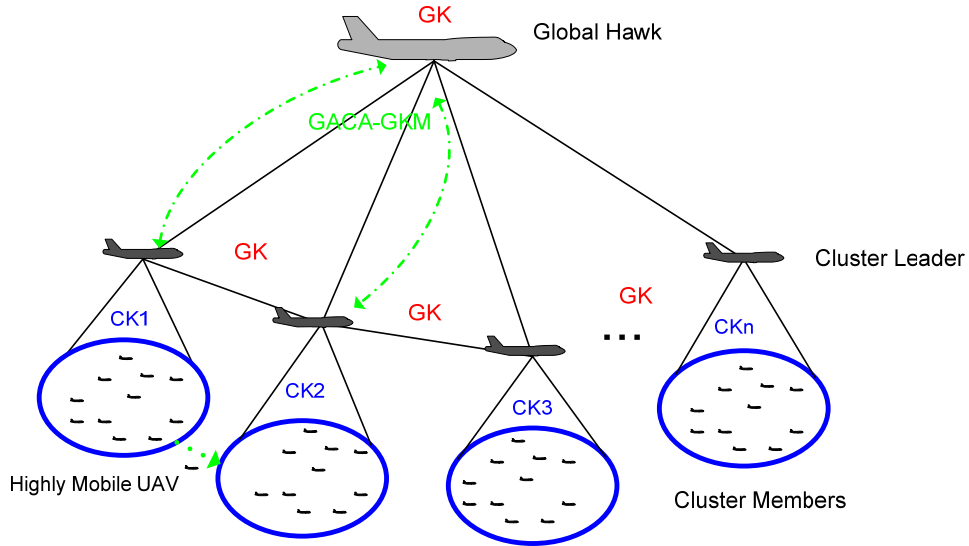 GK
Global Hawk
GACA-GKM
GK
Cluster Leader
GK
GK
CK1
CKn
...
CK2
CK3
Highly Mobile UAV
Cluster Members